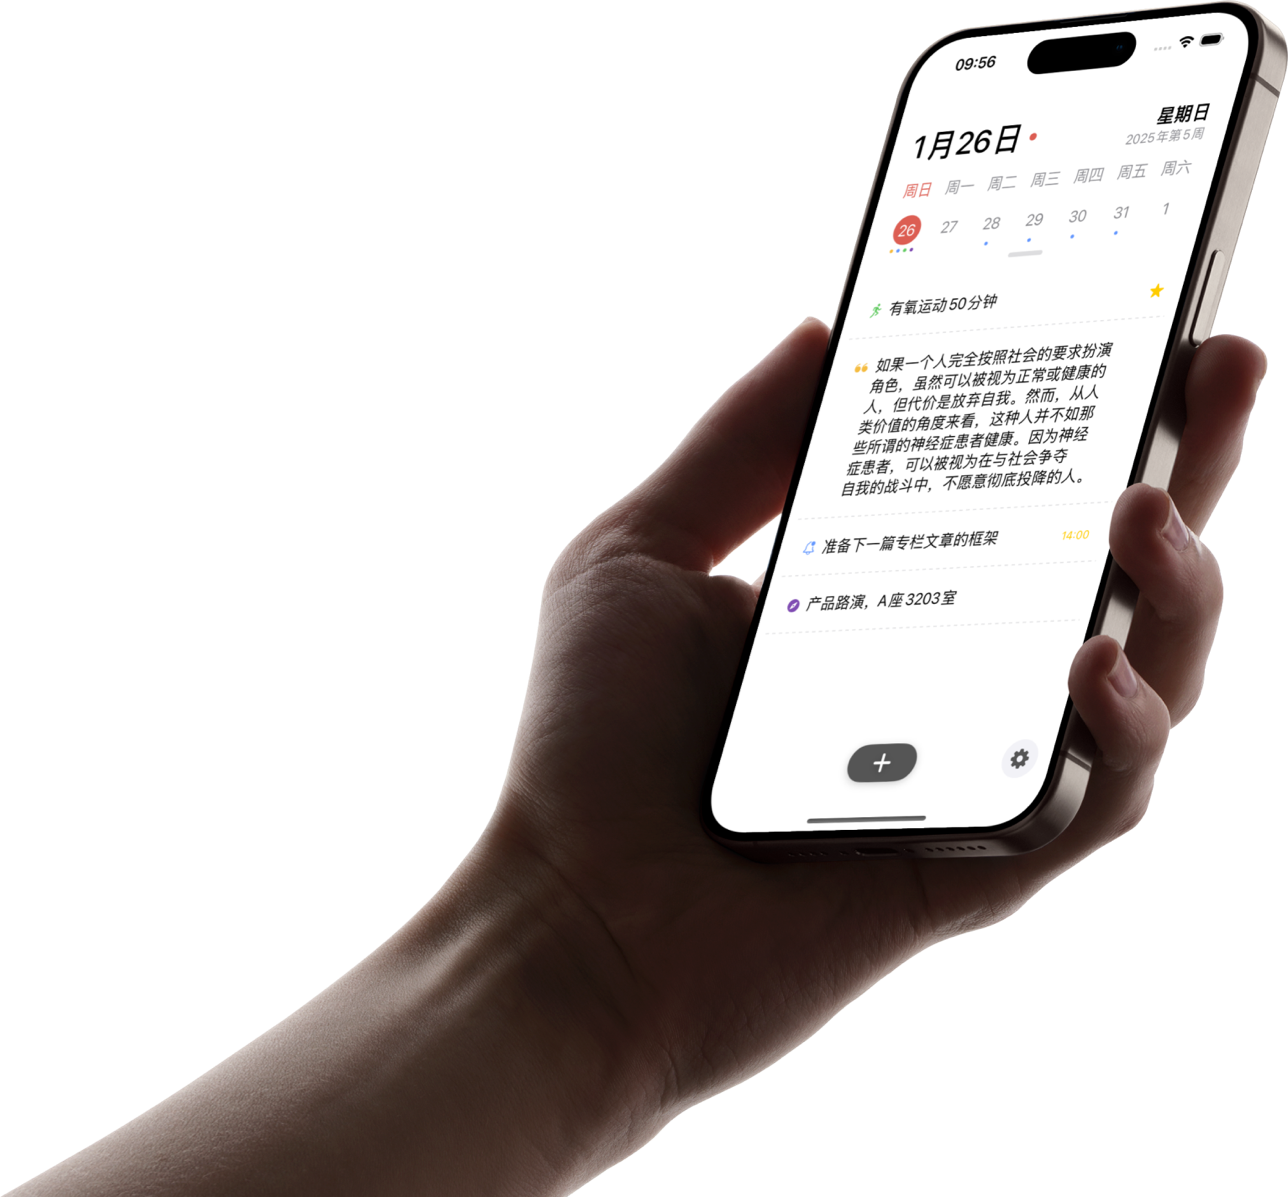 09:56
1月26日
星期日
2025年第5周
周日 周一 周二 周三 周四 周五 周六
26 27 28 29 30 31 1
有氧运动50分钟
如果一个人完全按照社会的要求扮演
角色，虽然可以被视为正常或健康的
人，但代价是放弃自我。然而，从人
类价值的角度来看，这种人并不如那
些所谓的神经症患者健康。因为神经
症患者，可以被视为在与社会争夺
自我的战斗中，不愿意彻底投降的人。
准备下一篇专栏文章的框架 14:00
产品路演，A座3203室